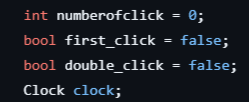 int numberofclick = 0;
bool first_click = false;
bool double_click = false;
Clock clock;